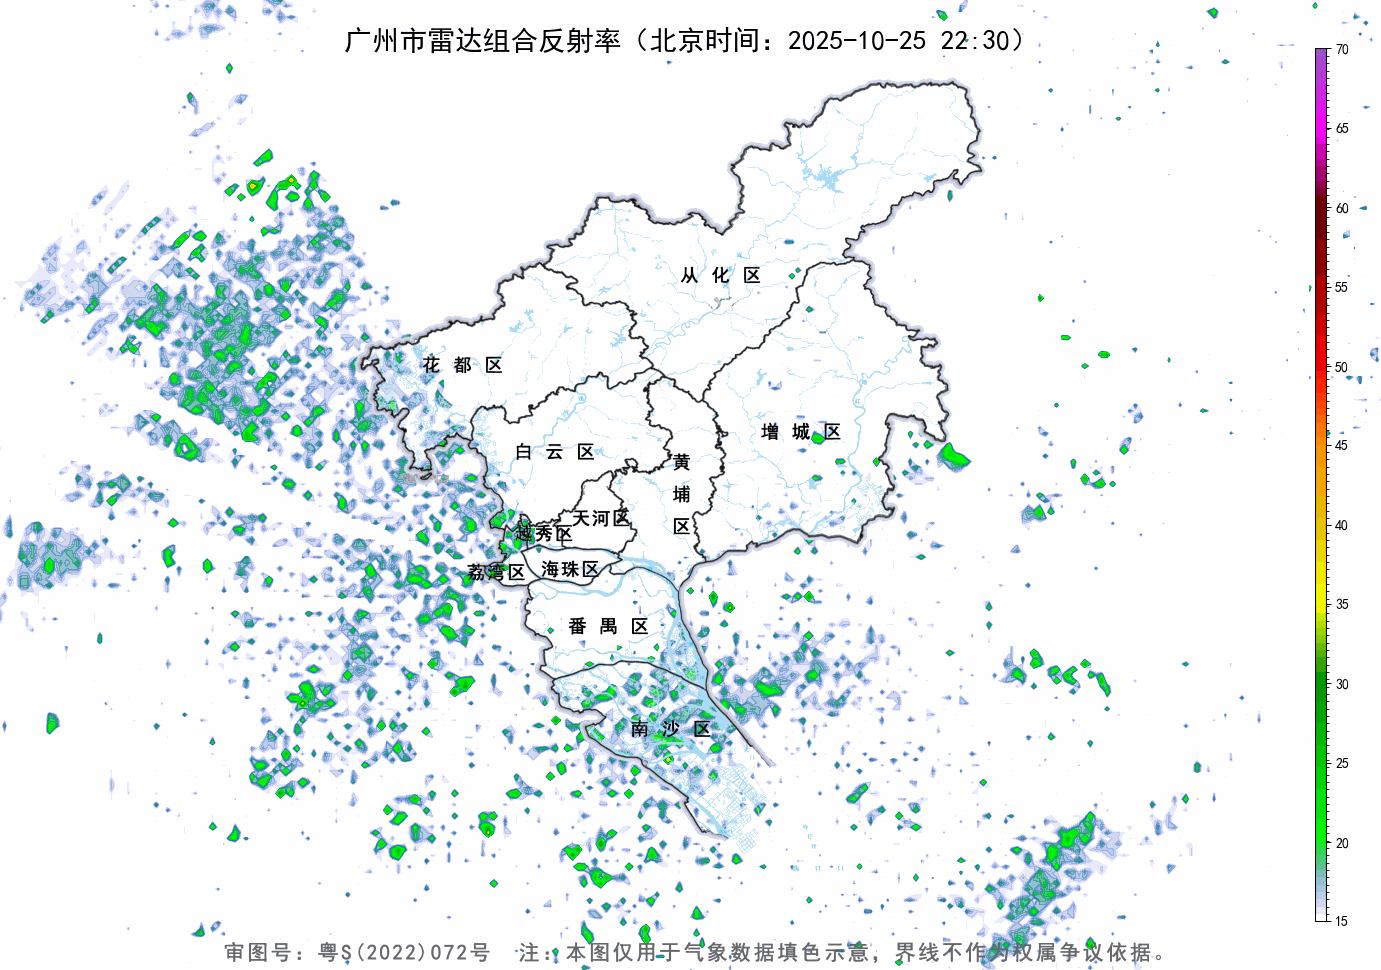 广州市雷达组合反射率（北京时间：2025-10-25 22:30）
70
65
60
55
50
45
40
35
30
25
20
15
从化区
花都区
增城区
白云区
黄埔区
天河区
越秀区
海珠区
荔湾区
番禺区
南沙区
审图号：粤S(2022)072号 注：本图仅用于气象数据填色示意，界线不作为权属争议依据。